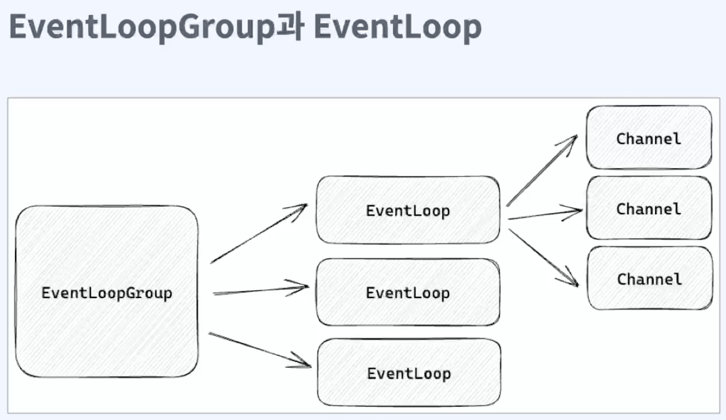 EventLoopGroup과 EventLoop
EventLoopGroup
EventLoop
EventLoop
EventLoop
Channel
Channel
Channel